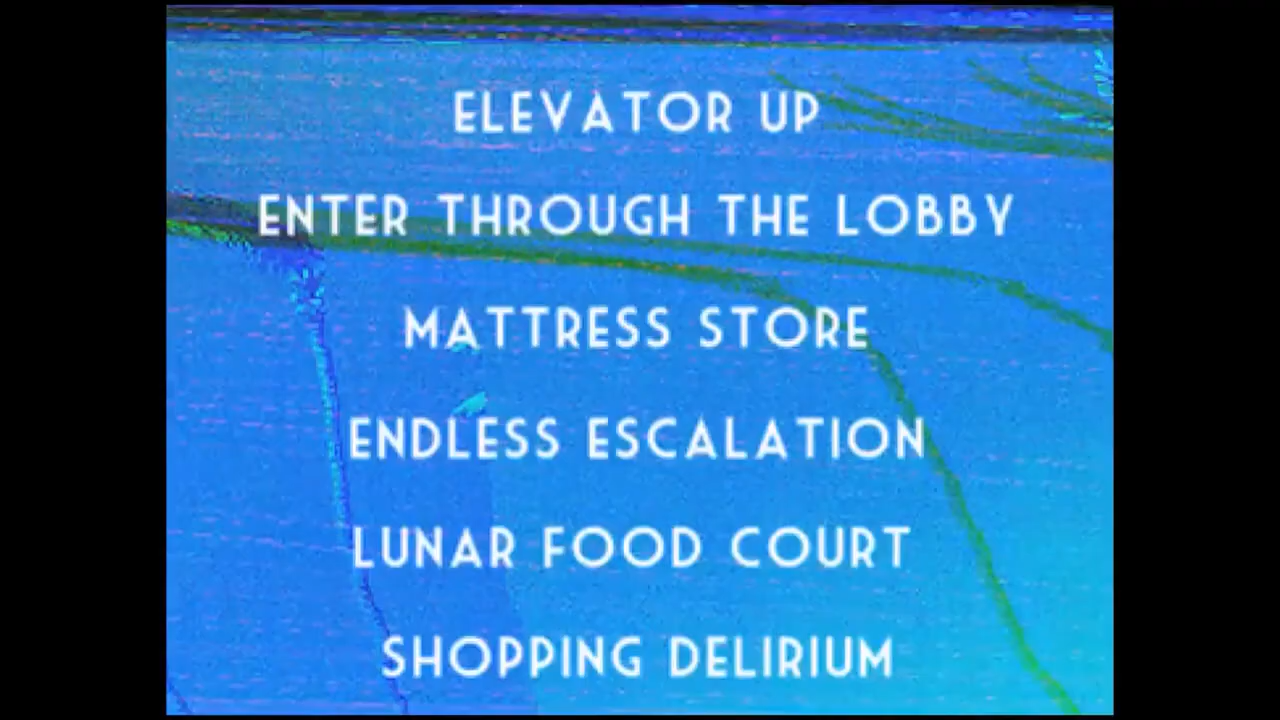 ELEVATOR UP
ENTER THROUGH THE LOBBY
MATTRESS STORE
ENDLESS ESCALATION
LUNAR FOOD COURT
SHOPPING DELIRIUM